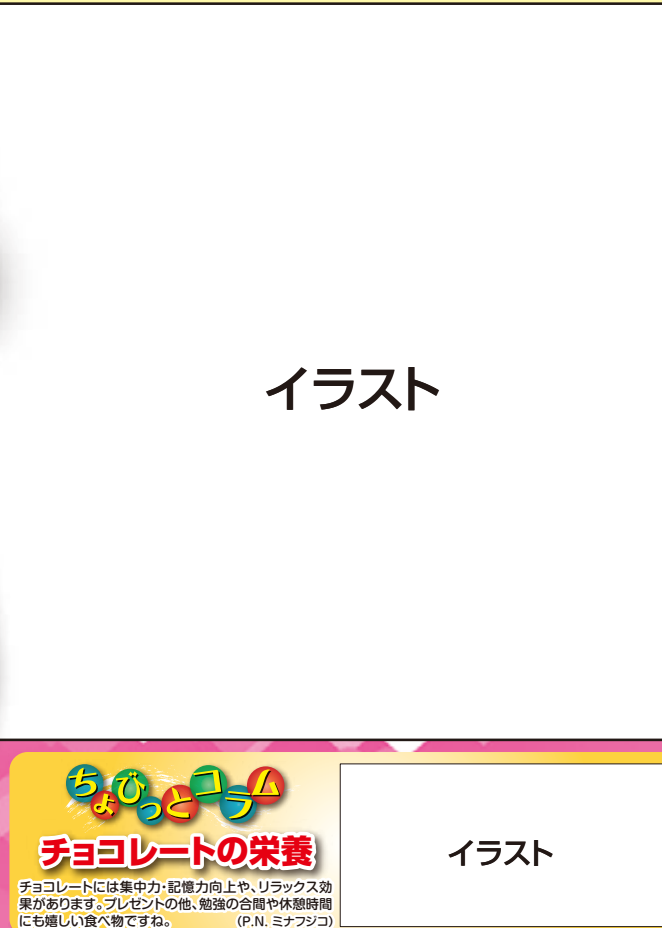 イラスト
ちょびっとコラム
チョコレートの栄養
チョコレートには集中力・記憶力向上や、リラックス効
果があります。プレゼントの他、勉強の合間や休憩時間
にも嬉しい食べ物ですね。 (P.N. ミナフジコ)
イラスト